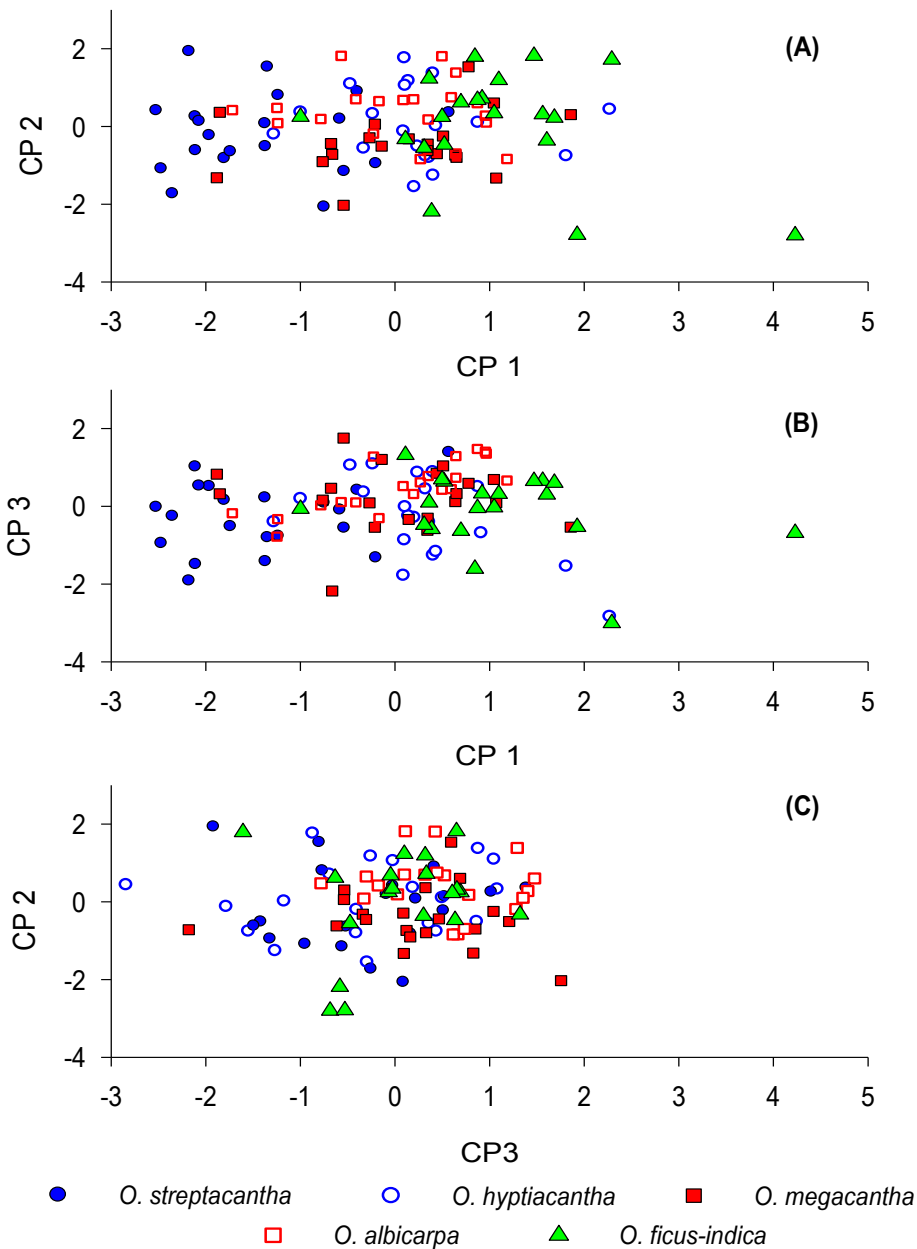 (A)
2
0
-2
-4
CP 2
-3 -2 -1 0 1 2 3 4 5
CP 1
(B)
2
0
-2
-4
CP 3
-3 -2 -1 0 1 2 3 4 5
CP 1
(C)
2
0
-2
-4
CP 2
-3 -2 -1 0 1 2 3 4 5
CP3
O. streptacantha O. hyptiacantha O. megacantha
O. albicarpa O. ficus-indica